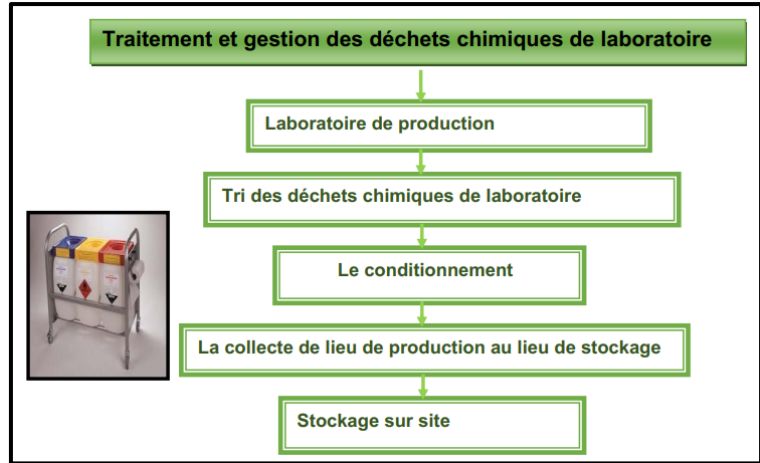 Traitement et gestion des déchets chimiques de laboratoire
Laboratoire de production
Tri des déchets chimiques de laboratoire
Le conditionnement
La collecte de lieu de production au lieu de stockage
Stockage sur site